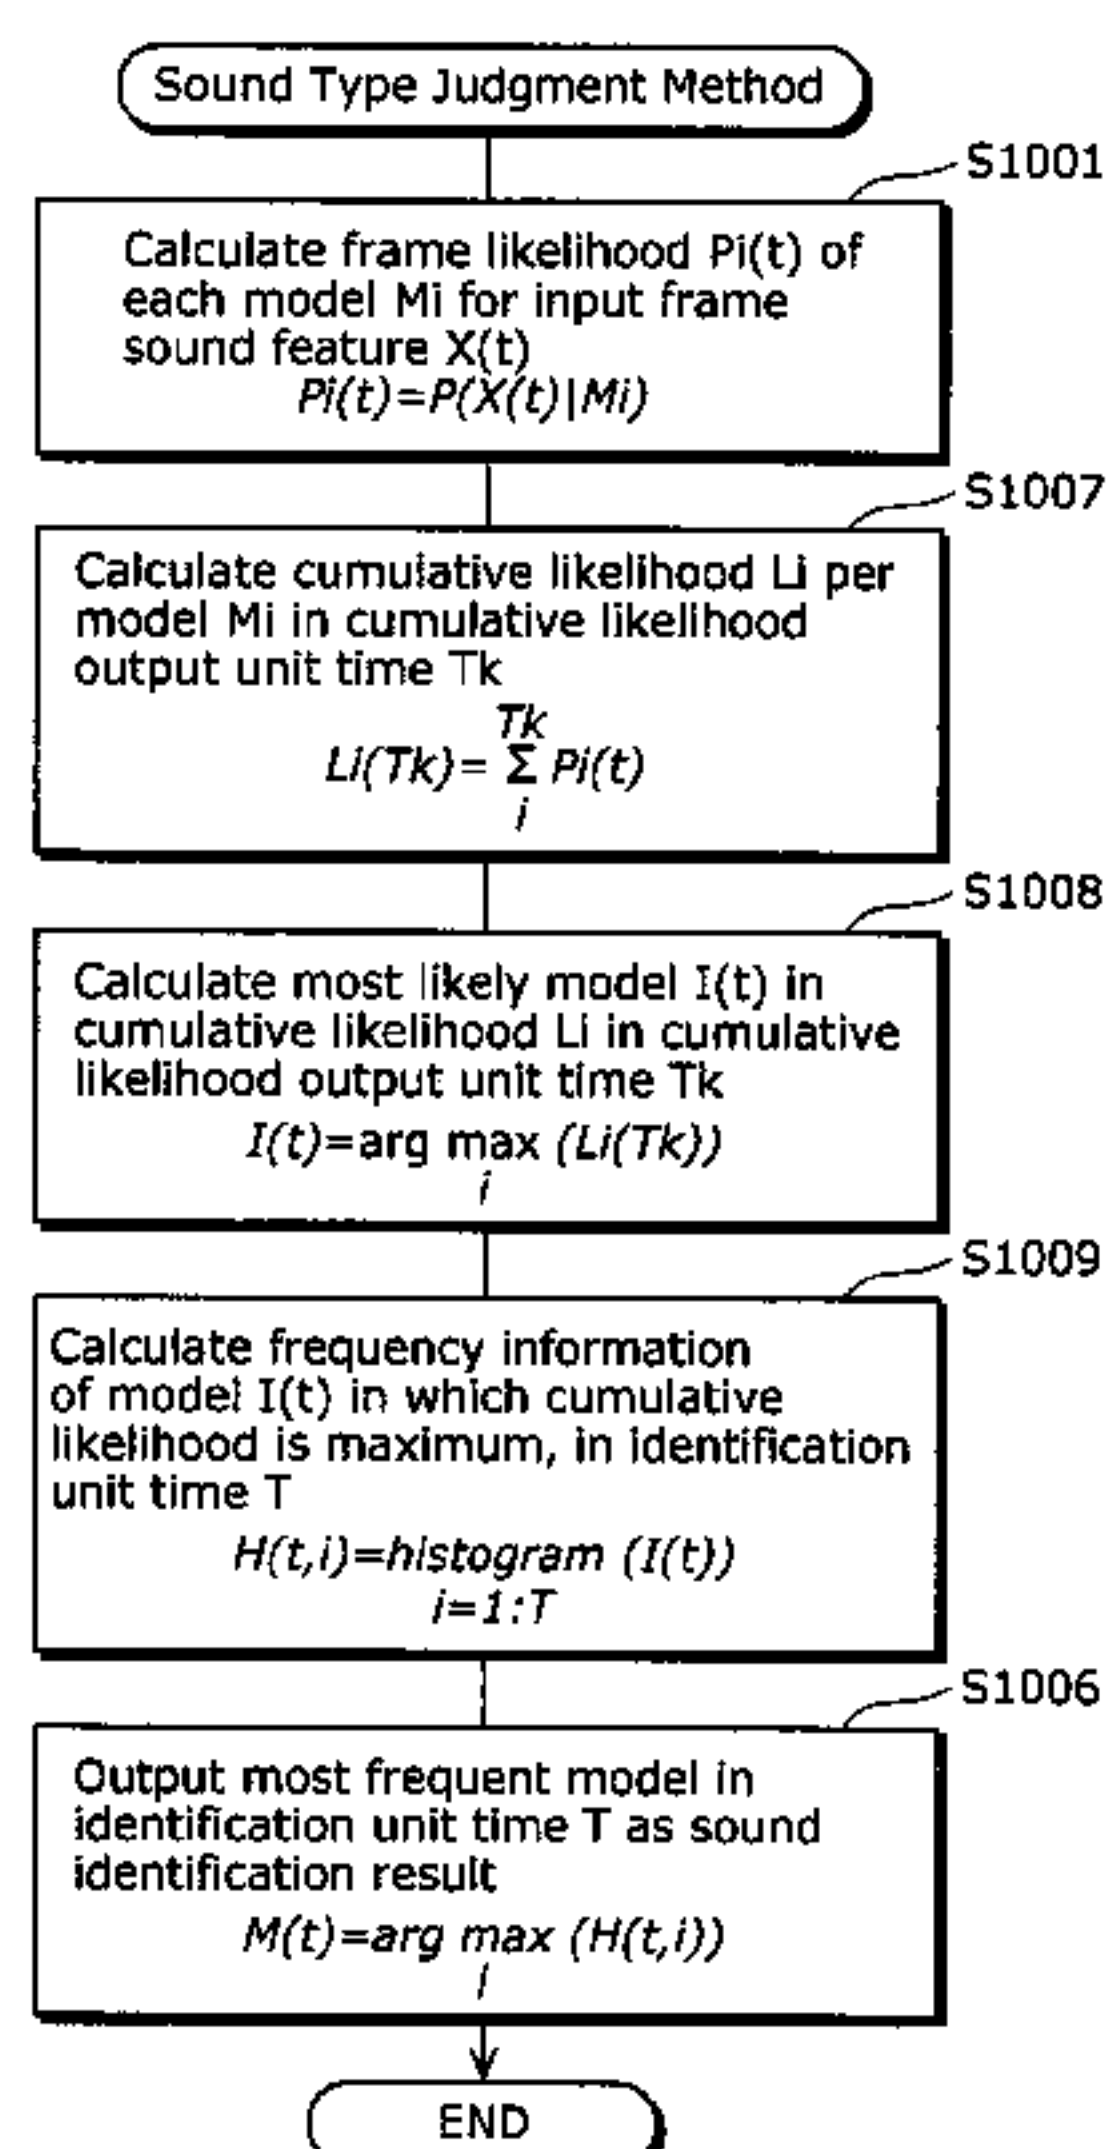 Sound Type Judgment Method
S1001
Calculate frame likelihood Pi(t) of
each model Mi for input frame
sound feature X(t)
Pi(t)=P(X(t)|Mi)
S1007
Calculate cumulative likelihood Li per
model Mi in cumulative likelihood
output unit time Tk
Tk
Li(Tk)= Σ Pi(t)
i
S1008
Calculate most likely model I(t) in
cumulative likelihood Li in cumulative
likelihood output unit time Tk
I(t)=arg max (Li(Tk))
i
S1009
Calculate frequency information
of model I(t) in which cumulative
likelihood is maximum, in identification
unit time T
H(t,i)=histogram (I(t))
i=1:T
S1006
Output most frequent model in
identification unit time T as sound
identification result
M(t)=arg max (H(t,i))
i
END